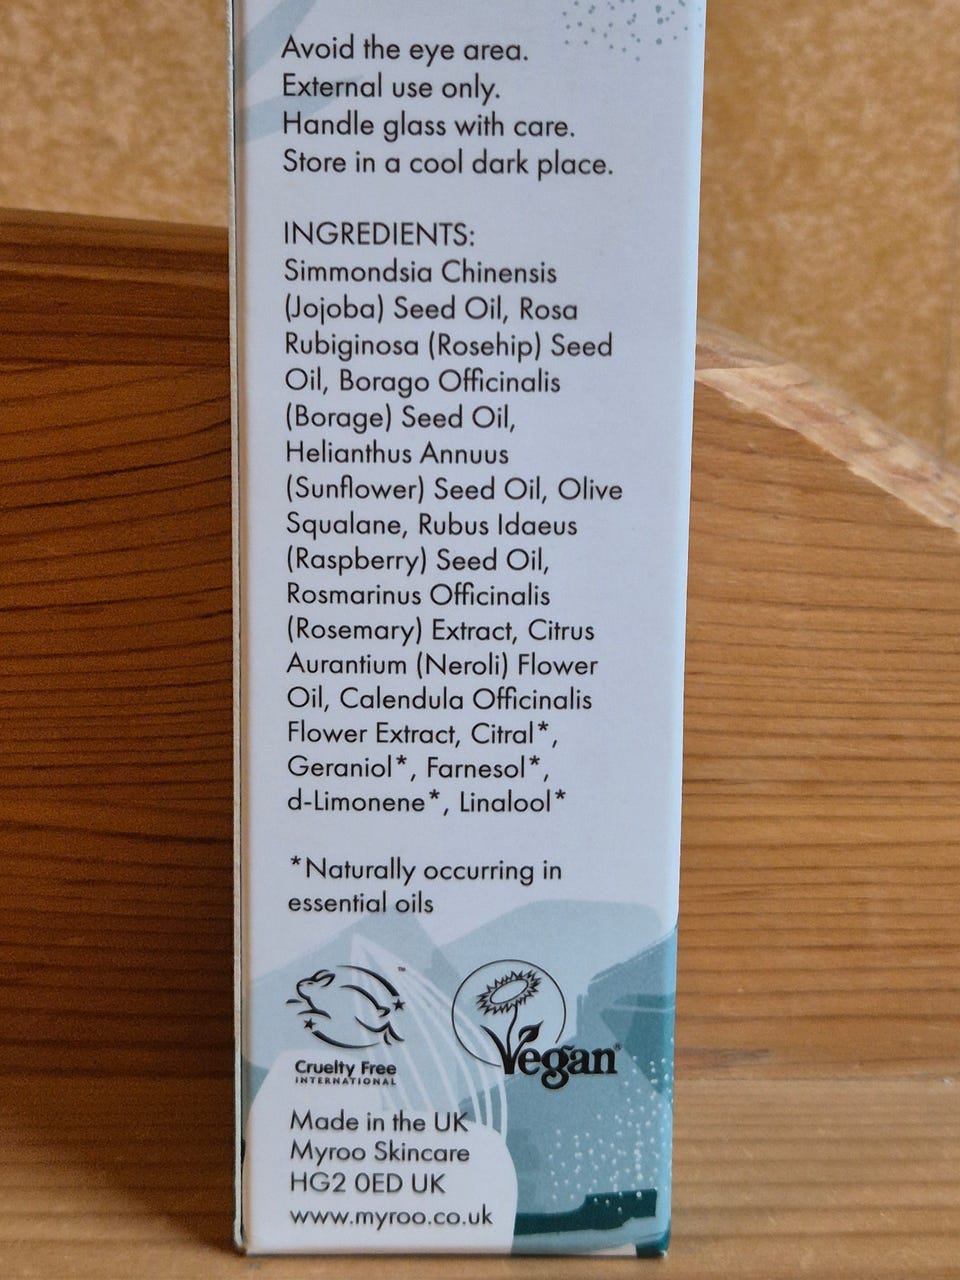 Avoid the eye area.
External use only.
Handle glass with care.
Store in a cool dark place.
INGREDIENTS:
Simmondsia Chinensis
(Jojoba) Seed Oil, Rosa
Rubiginosa (Rosehip) Seed
Oil, Borago Officinalis
(Borage) Seed Oil,
Helianthus Annuus
(Sunflower) Seed Oil, Olive
Squalane, Rubus Idaeus
(Raspberry) Seed Oil,
Rosmarinus Officinalis
(Rosemary) Extract, Citrus
Aurantium (Neroli) Flower
Oil, Calendula Officinalis
Flower Extract, Citral*,
Geraniol*, Farnesol*,
d-Limonene*, Linalool*
*Naturally occurring in
essential oils
™
Cruelty Free
INTERNATIONAL
Vegan®
Made in the UK
Myroo Skincare
HG2 0ED UK
www.myroo.co.uk